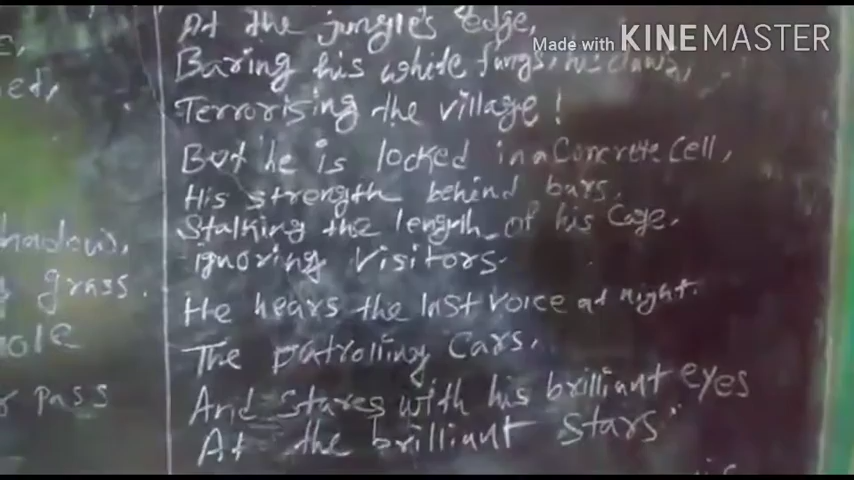 e,
ed,
hadow,
grass.
ole
pass
At the jungle's edge,
Baring his white fangs, his claws,
Terrorising the village!
But he is locked in a Concrete Cell,
His strength behind bars.
Stalking the length of his Cage.
ignoring Visitors.
He hears the last voice at night.
The patrolling Cars,
And stares with his brilliant eyes
At the brilliant stars"
Made with KINEMASTER